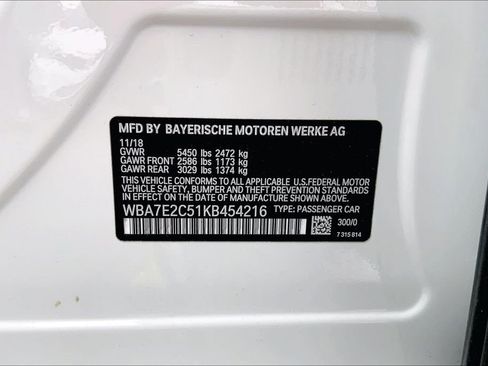 MFD BY BAYERISCHE MOTOREN WERKE AG
11/18
GVWR 5450 lbs 2472 kg
GAWR FRONT 2586 lbs 1173 kg
GAWR REAR 3029 lbs 1374 kg
THIS VEHICLE CONFORMS TO ALL APPLICABLE U.S.FEDERAL MOTOR
VEHICLE SAFETY, BUMPER AND THEFT PREVENTION STANDARDS IN
EFFECT ON THE DATE OF MANUFACTURE SHOWN ABOVE.
WBA7E2C51KB454216 TYPE: PASSENGER CAR
300/0
7 315 814